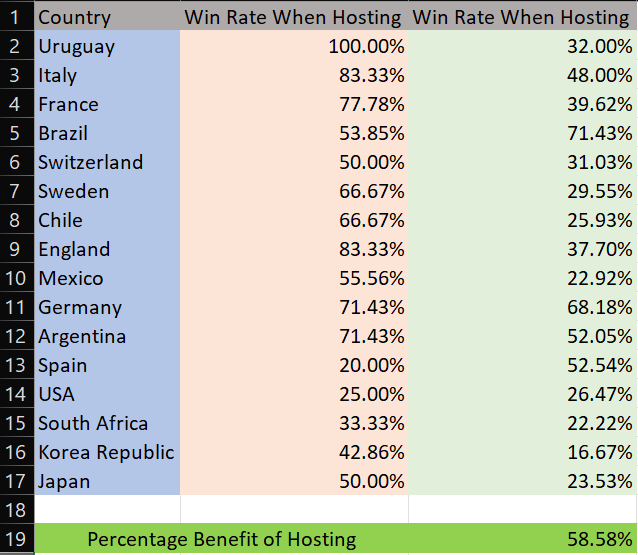 1 Country Win Rate When Hosting Win Rate When Hosting
2 Uruguay 100.00% 32.00%
3 Italy 83.33% 48.00%
4 France 77.78% 39.62%
5 Brazil 53.85% 71.43%
6 Switzerland 50.00% 31.03%
7 Sweden 66.67% 29.55%
8 Chile 66.67% 25.93%
9 England 83.33% 37.70%
10 Mexico 55.56% 22.92%
11 Germany 71.43% 68.18%
12 Argentina 71.43% 52.05%
13 Spain 20.00% 52.54%
14 USA 25.00% 26.47%
15 South Africa 33.33% 22.22%
16 Korea Republic 42.86% 16.67%
17 Japan 50.00% 23.53%
18
19 Percentage Benefit of Hosting 58.58%